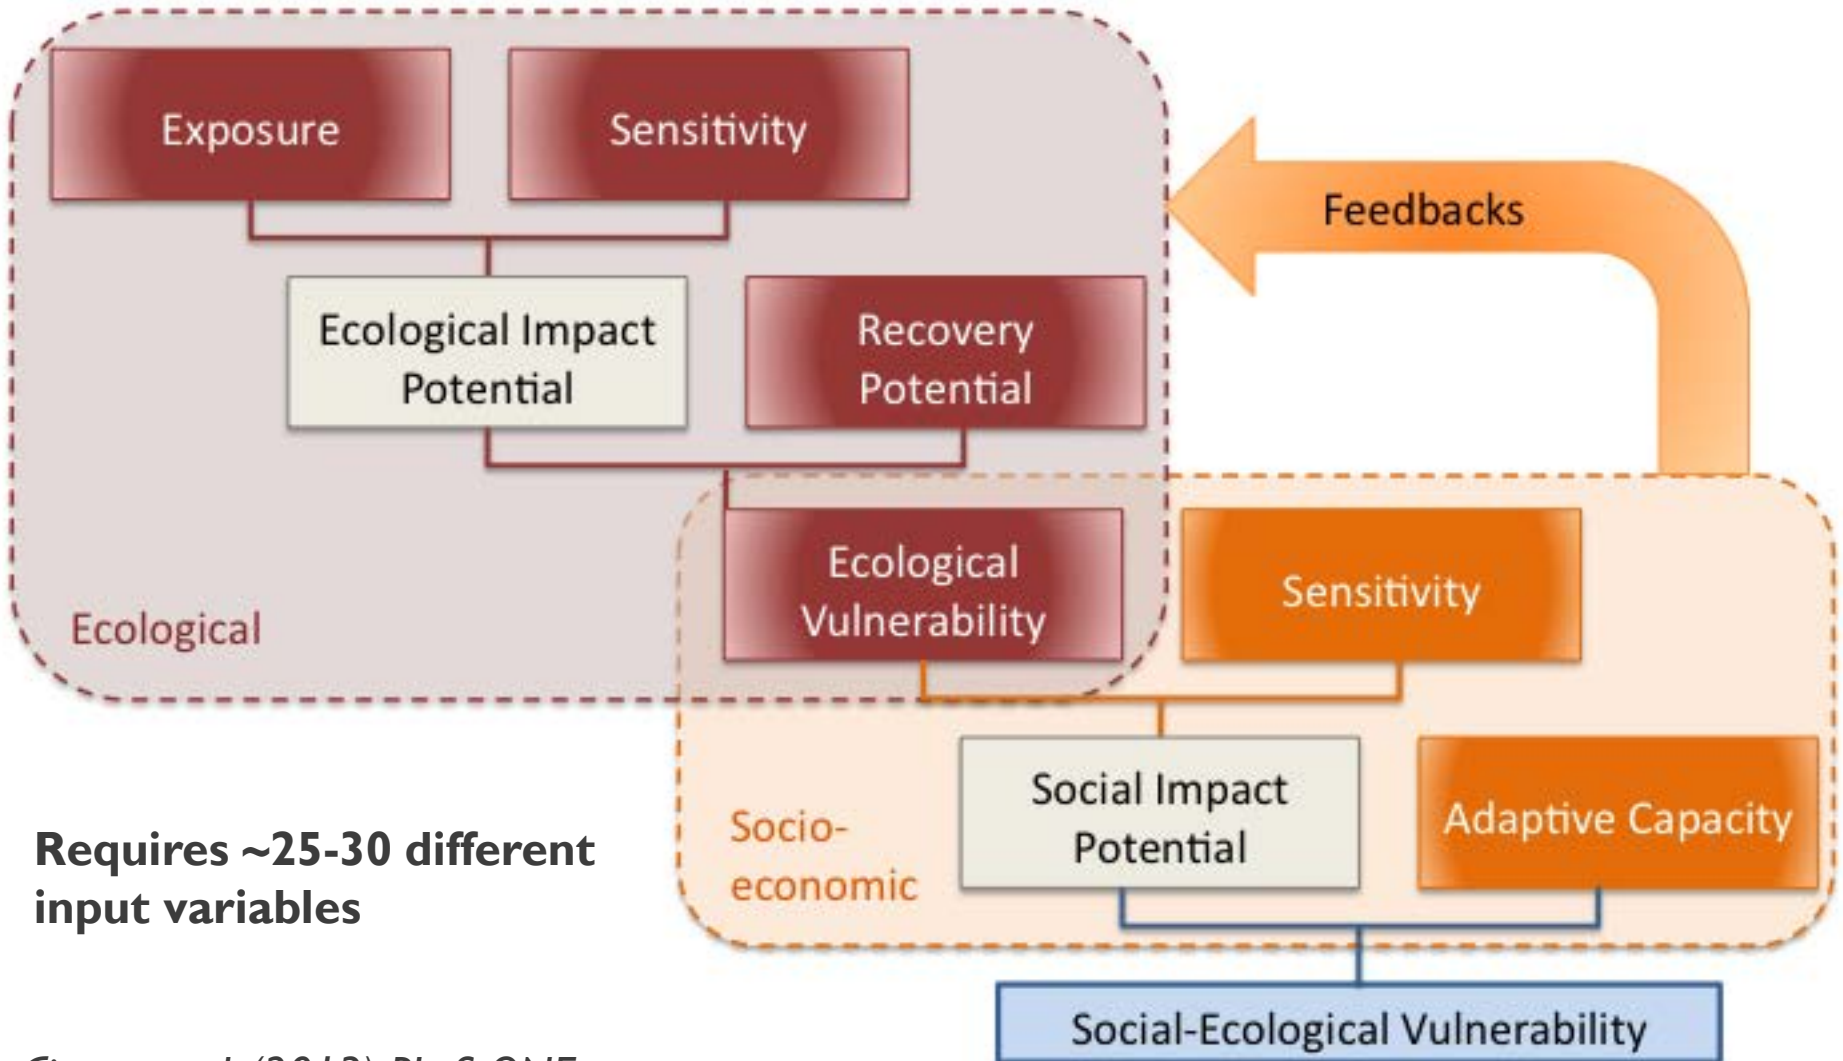 Exposure
Sensitivity
Feedbacks
Ecological Impact
Potential
Recovery
Potential
Ecological
Vulnerability
Sensitivity
Ecological
Social Impact
Potential
Adaptive Capacity
Socio-
economic
Requires ~25-30 different
input variables
Social-Ecological Vulnerability